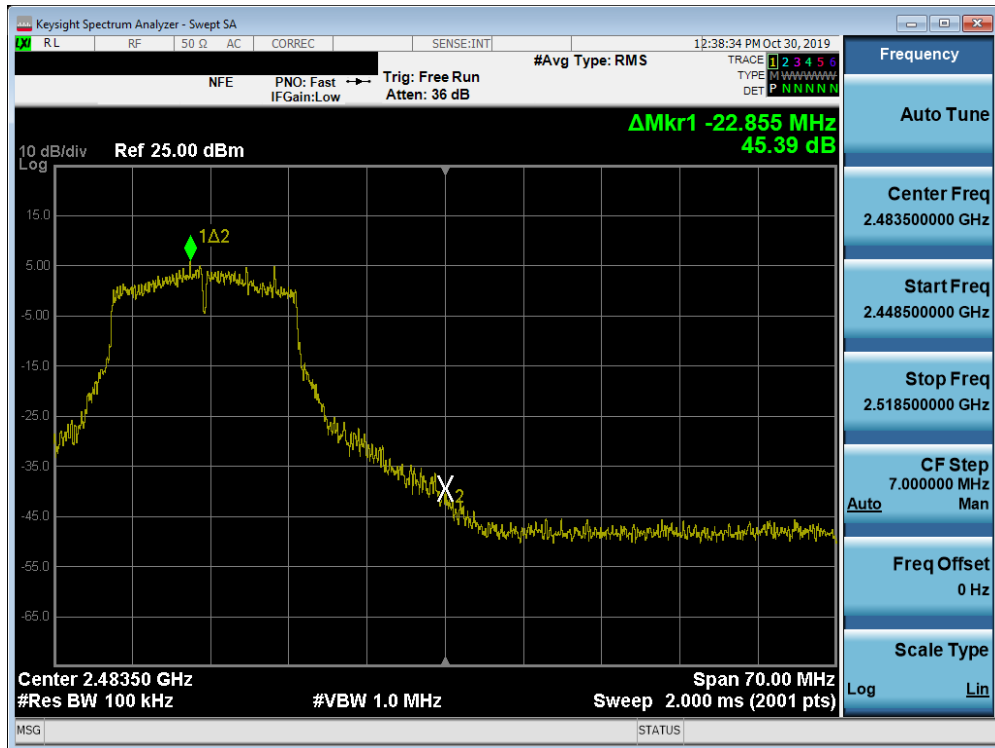 Keysight Spectrum Analyzer - Swept SA
LXI RL RF 50 Ω AC CORREC SENSE:INT 12:38:34 PM Oct 30, 2019
NFE PNO: Fast IFGain:Low
Trig: Free Run
Atten: 36 dB
#Avg Type: RMS
TRACE 1 2 3 4 5 6
TYPE M WWWWW
DET P N N N N N
ΔMkr1 -22.855 MHz
45.39 dB
10 dB/div Ref 25.00 dBm
Log
15.0
1Δ2
5.00
-5.00
-15.0
-25.0
-35.0
2
-45.0
-55.0
-65.0
Center 2.48350 GHz Span 70.00 MHz
#Res BW 100 kHz #VBW 1.0 MHz Sweep 2.000 ms (2001 pts)
MSG STATUS
Frequency
Auto Tune
Center Freq
2.483500000 GHz
Start Freq
2.448500000 GHz
Stop Freq
2.518500000 GHz
CF Step
7.000000 MHz
Auto Man
Freq Offset
0 Hz
Scale Type
Log Lin